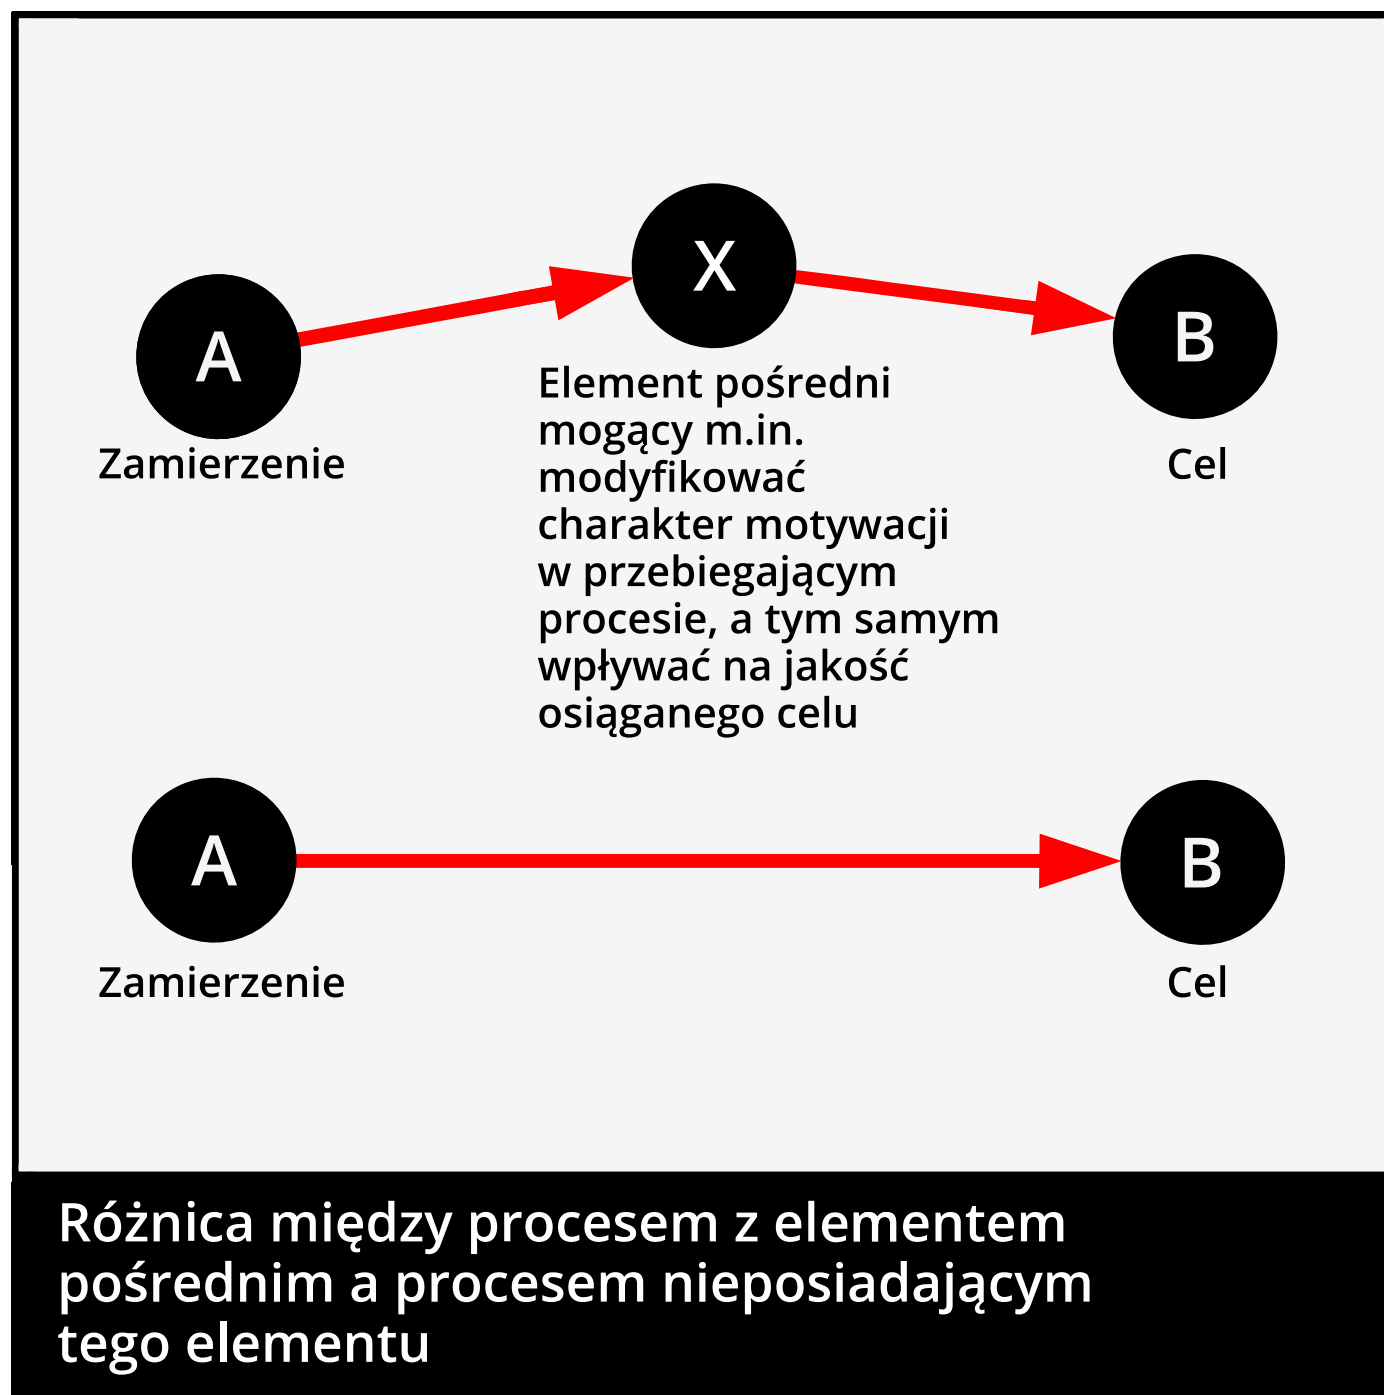 A
X
B
Zamierzenie
Element pośredni
mogący m.in.
modyfikować
charakter motywacji
w przebiegającym
procesie, a tym samym
wpływać na jakość
osiąganego celu
Cel
A
B
Zamierzenie
Cel
Różnica między procesem z elementem
pośrednim a procesem nieposiadającym
tego elementu